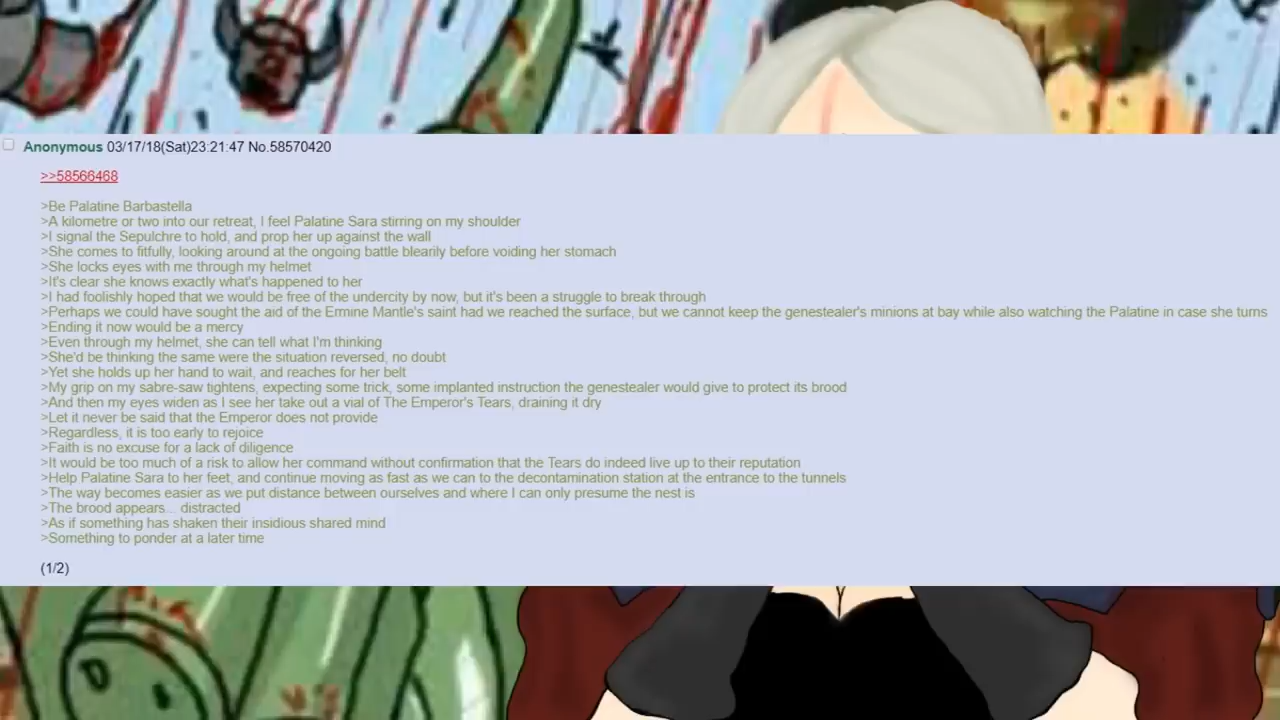 Anonymous 03/17/18(Sat)23:21:47 No.58570420
>>58566468
>Be Palatine Barbastella
>A kilometre or two into our retreat, I feel Palatine Sara stirring on my shoulder
>I signal the Sepulchre to hold, and prop her up against the wall
>She comes to fitfully, looking around at the ongoing battle blearily before voiding her stomach
>She locks eyes with me through my helmet
>It's clear she knows exactly what's happened to her
>I had foolishly hoped that we would be free of the undercity by now, but it's been a struggle to break through
>Perhaps we could have sought the aid of the Ermine Mantle's saint had we reached the surface, but we cannot keep the genestealer's minions at bay while also watching the Palatine in case she turns
>Ending it now would be a mercy
>Even through my helmet, she can tell what I'm thinking
>She'd be thinking the same were the situation reversed, no doubt
>Yet she holds up her hand to wait, and reaches for her belt
>My grip on my sabre-saw tightens, expecting some trick, some implanted instruction the genestealer would give to protect its brood
>And then my eyes widen as I see her take out a vial of The Emperor's Tears, draining it dry
>Let it never be said that the Emperor does not provide
>Regardless, it is too early to rejoice
>Faith is no excuse for a lack of diligence
>It would be too much of a risk to allow her command without confirmation that the Tears do indeed live up to their reputation
>Help Palatine Sara to her feet, and continue moving as fast as we can to the decontamination station at the entrance to the tunnels
>The way becomes easier as we put distance between ourselves and where I can only presume the nest is
>The brood appears... distracted
>As if something has shaken their insidious shared mind
>Something to ponder at a later time
(1/2)